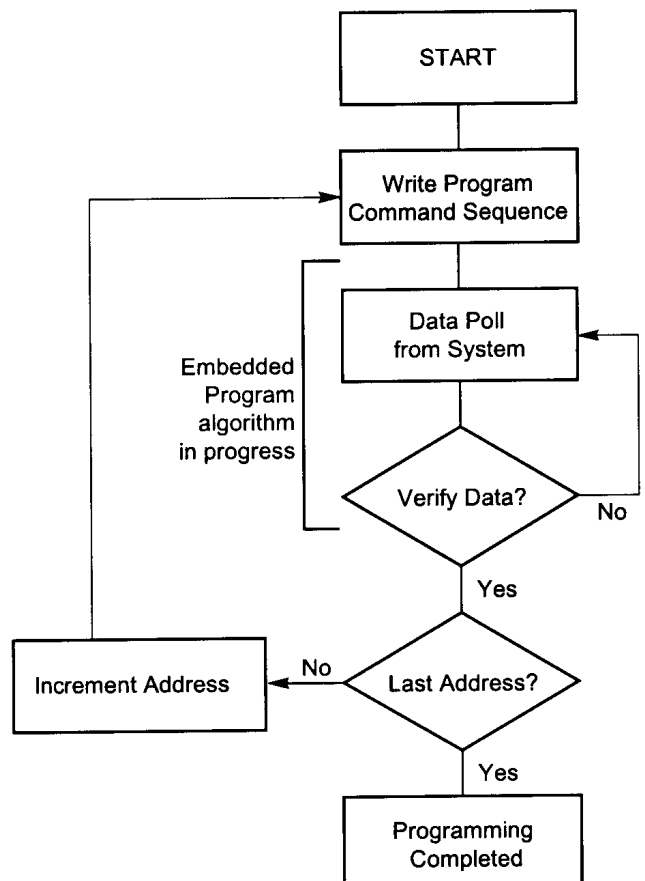 START
Write Program
Command Sequence
Data Poll
from System
Embedded
Program
algorithm
in progress
Verify Data?
No
Yes
No
Increment Address
Last Address?
Yes
Programming
Completed